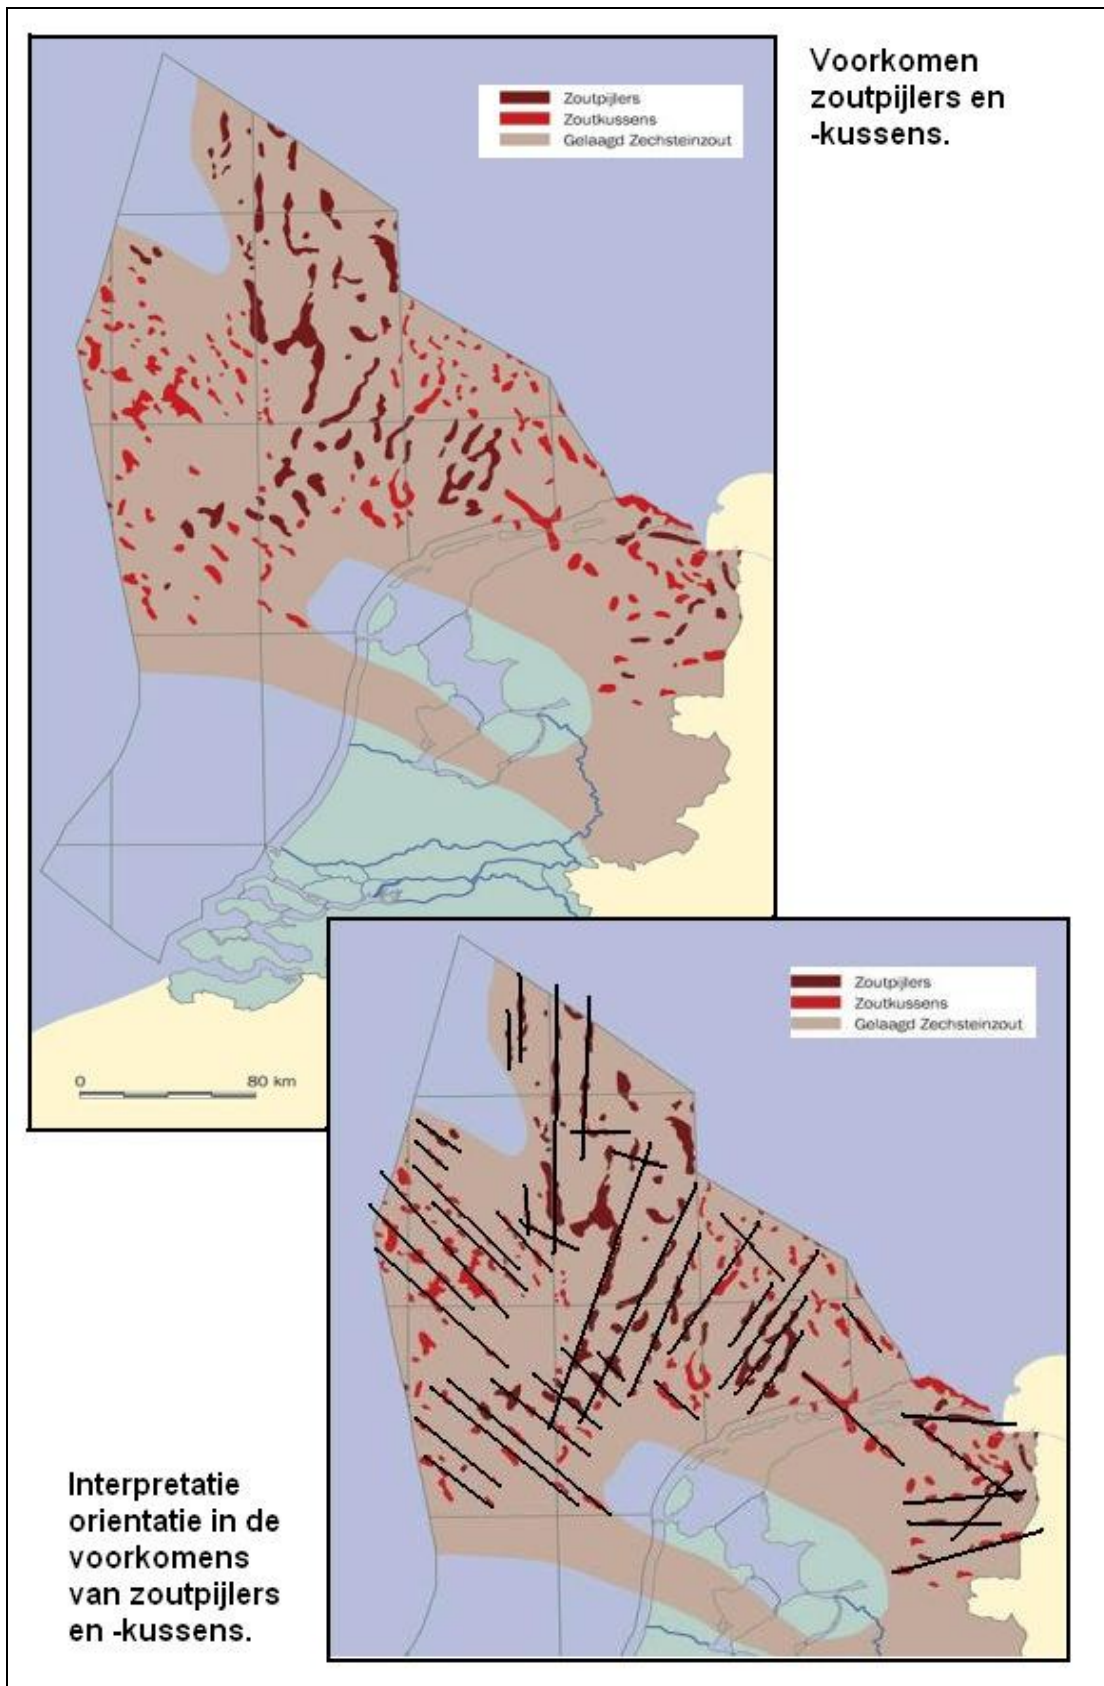 Voorkomen
zoutpijlers en
-kussens.
Zoutpijlers
Zoutkussens
Gelaagd Zechsteinzout
0 80 km
Zoutpijlers
Zoutkussens
Gelaagd Zechsteinzout
Interpretatie
orientatie in de
voorkomens
van zoutpijlers
en -kussens.